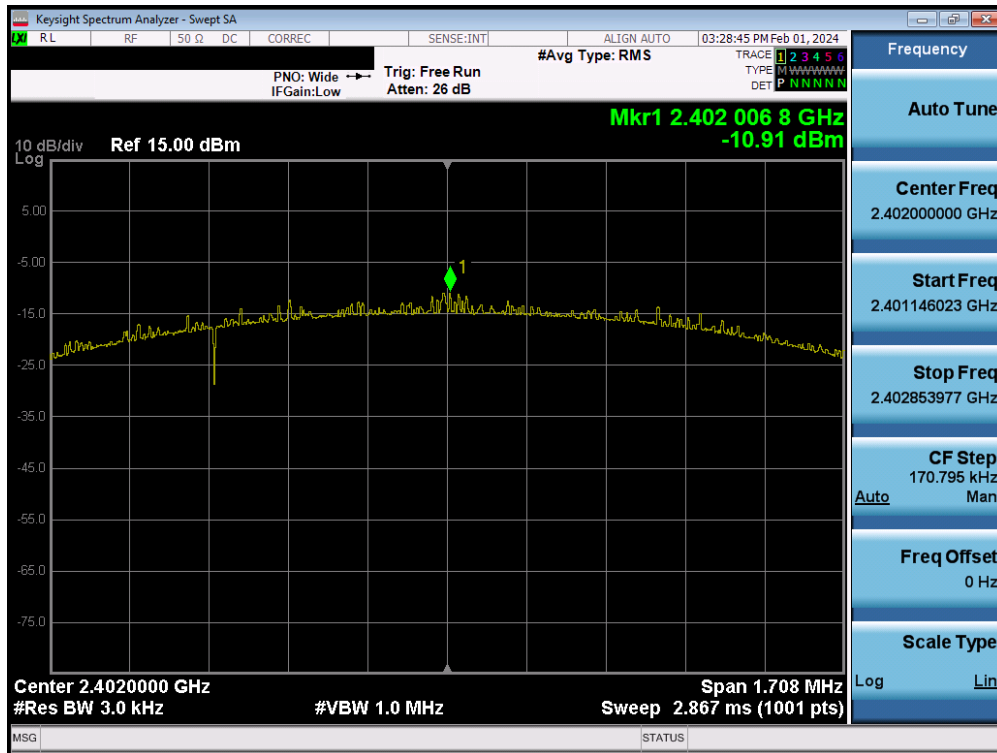 Keysight Spectrum Analyzer - Swept SA
LXI RL RF 50 Ω DC CORREC SENSE:INT ALIGN AUTO 03:28:45 PM Feb 01, 2024
PNO: Wide
IFGain:Low
Trig: Free Run
Atten: 26 dB
#Avg Type: RMS
TRACE 1 2 3 4 5 6
TYPE M WWWWW
DET P N N N N N
Frequency
Mkr1 2.402 006 8 GHz
-10.91 dBm
10 dB/div Ref 15.00 dBm
Log
5.00
-5.00
-15.0
-25.0
-35.0
-45.0
-55.0
-65.0
-75.0
1
Center 2.4020000 GHz Span 1.708 MHz
#Res BW 3.0 kHz #VBW 1.0 MHz Sweep 2.867 ms (1001 pts)
Auto Tune
Center Freq
2.402000000 GHz
Start Freq
2.401146023 GHz
Stop Freq
2.402853977 GHz
CF Step
170.795 kHz
Auto Man
Freq Offset
0 Hz
Scale Type
Log Lin
MSG STATUS